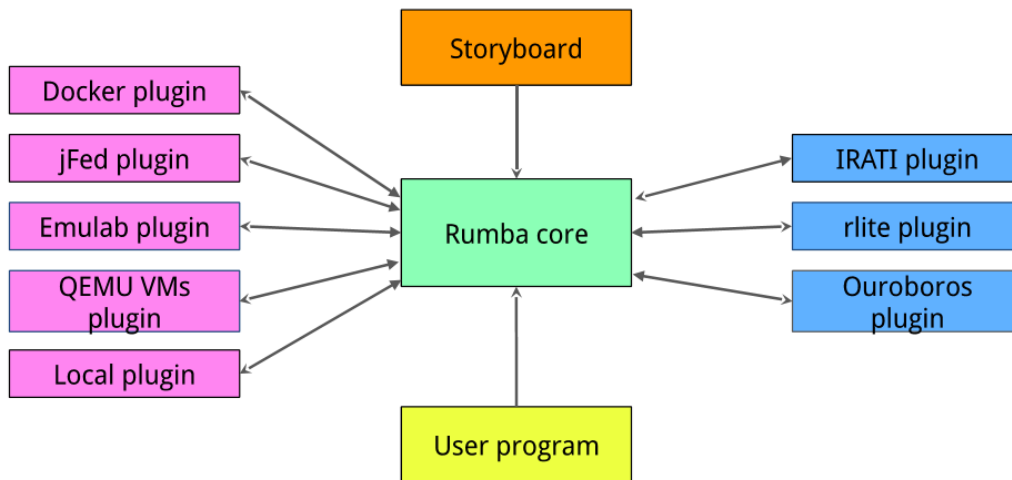 Storyboard
Docker plugin
jFed plugin
Emulab plugin
QEMU VMs
plugin
Local plugin
Rumba core
IRATI plugin
rlite plugin
Ouroboros
plugin
User program